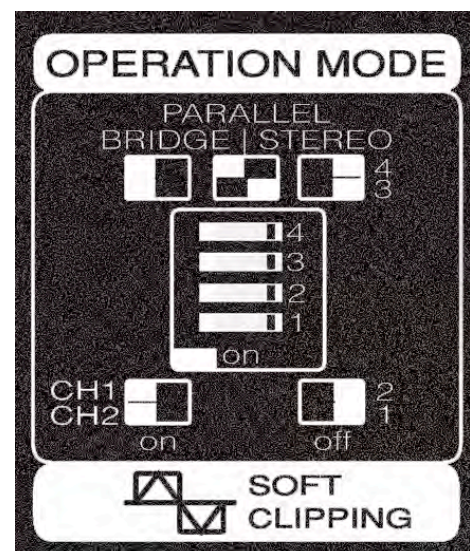 OPERATION MODE
PARALLEL
BRIDGE | STEREO
4
3
4
3
2
1
on
CH1
CH2
2
1
on
off
SOFT
CLIPPING